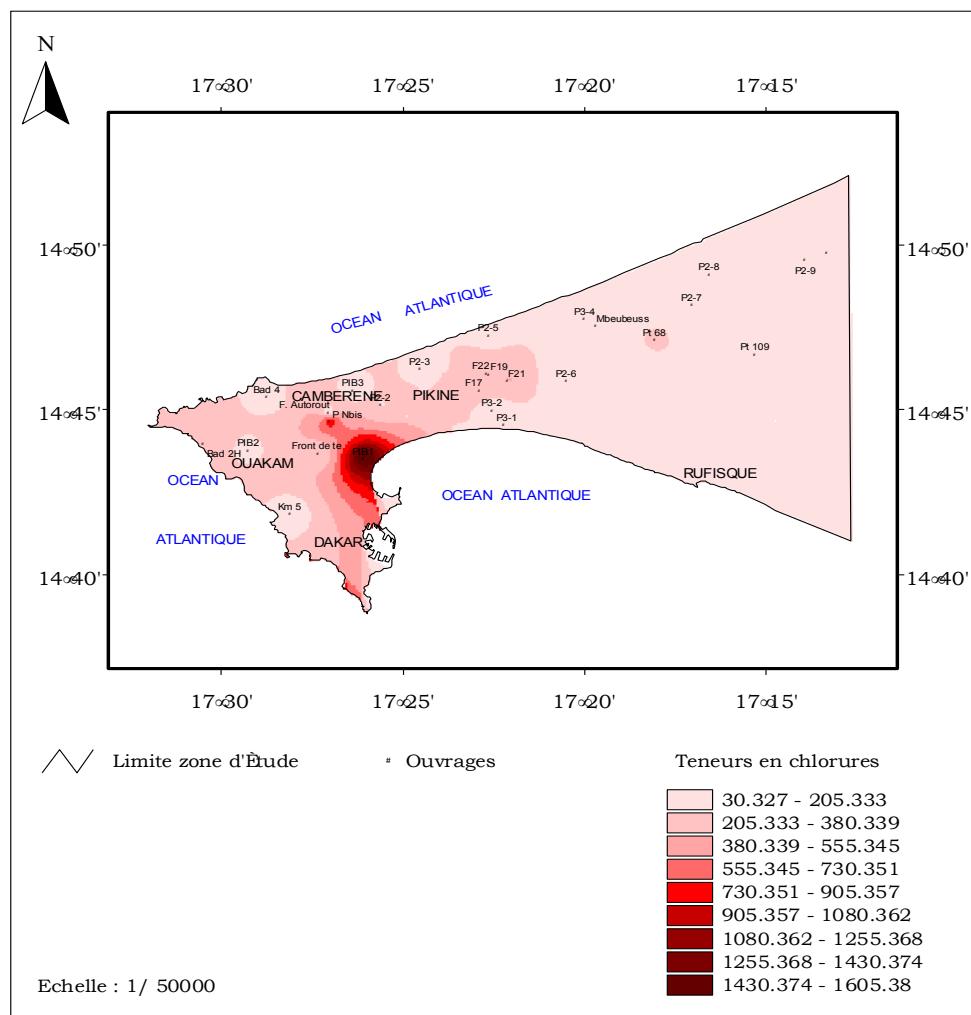 N
17∞30' 17∞25' 17∞20' 17∞15'
14∞50' 14∞50'
14∞45' 14∞45'
14∞40' 14∞40'
P2-8
P2-9
P2-7
P3-4
Mbeubeuss
OCEAN ATLANTIQUE
P2-5
Pt 68
Pt 109
P2-3
F22 F19
F17 F21
P2-6
PIB3
Bad 4
CAMBERENE
PIKINE
F. Autorout
P Nbis
P3-2
P3-1
PIB2
Front de te
PIB1
Bad 2H
OUAKAM
RUFISQUE
OCEAN
OCEAN ATLANTIQUE
Km 5
ATLANTIQUE
DAKAR
17∞30' 17∞25' 17∞20' 17∞15'
Limite zone d'Ètude
Ouvrages
Teneurs en chlorures
30.327 - 205.333
205.333 - 380.339
380.339 - 555.345
555.345 - 730.351
730.351 - 905.357
905.357 - 1080.362
1080.362 - 1255.368
1255.368 - 1430.374
1430.374 - 1605.38
Echelle : 1/ 50000